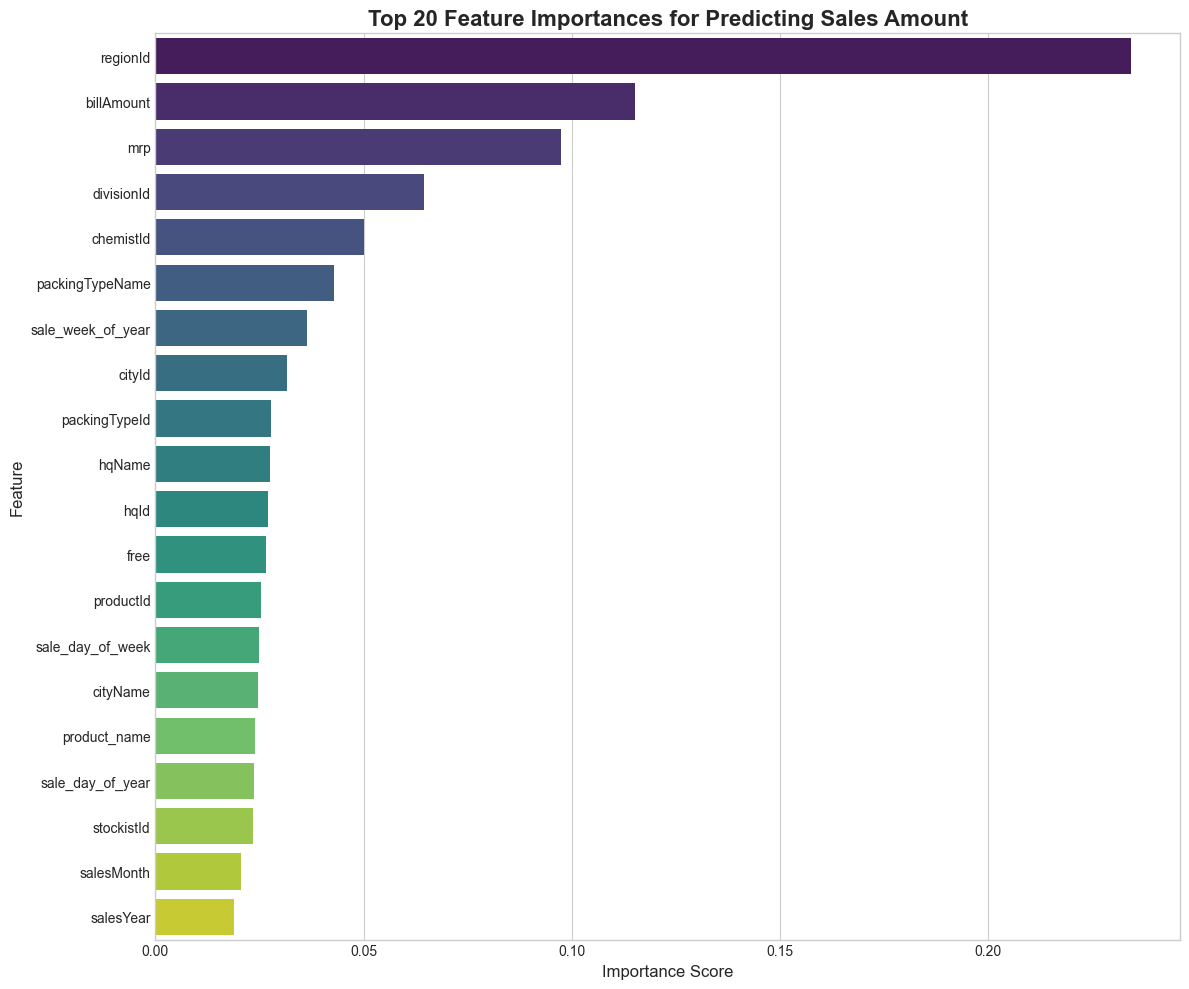 Top 20 Feature Importances for Predicting Sales Amount
regionId
billAmount
mrp
divisionId
chemistId
packingTypeName
sale_week_of_year
cityId
packingTypeId
hqName
hqId
free
productId
sale_day_of_week
cityName
product_name
sale_day_of_year
stockistId
salesMonth
salesYear
Feature
0.00 0.05 0.10 0.15 0.20
Importance Score